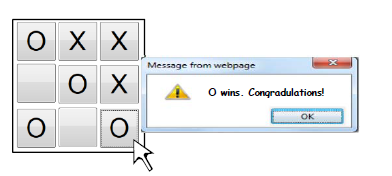 O X X
O X
O O
Message from webpage
O wins. Congradulations!
OK